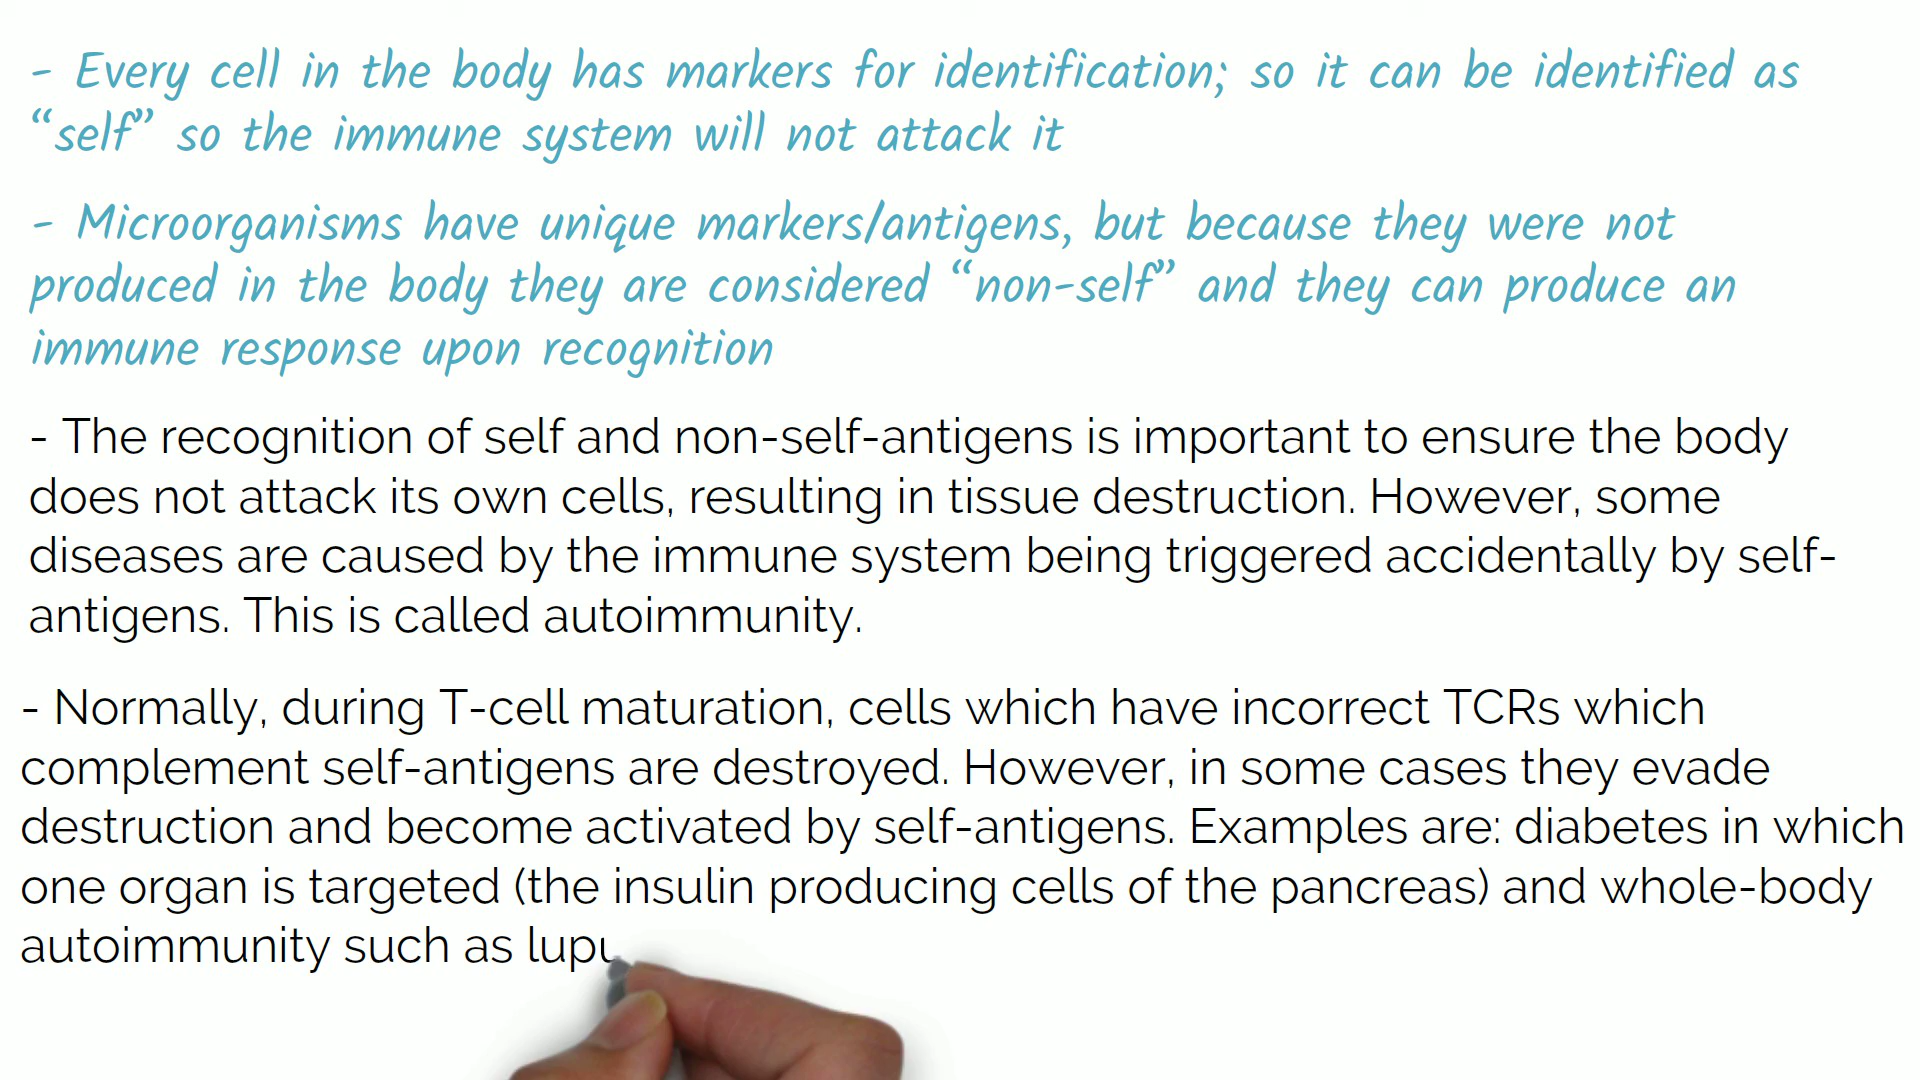 - Every cell in the body has markers for identification; so it can be identified as
“self” so the immune system will not attack it
- Microorganisms have unique markers/antigens, but because they were not
produced in the body they are considered “non-self” and they can produce an
immune response upon recognition
- The recognition of self and non-self-antigens is important to ensure the body
does not attack its own cells, resulting in tissue destruction. However, some
diseases are caused by the immune system being triggered accidentally by self-
antigens. This is called autoimmunity.
- Normally, during T-cell maturation, cells which have incorrect TCRs which
complement self-antigens are destroyed. However, in some cases they evade
destruction and become activated by self-antigens. Examples are: diabetes in which
one organ is targeted (the insulin producing cells of the pancreas) and whole-body
autoimmunity such as